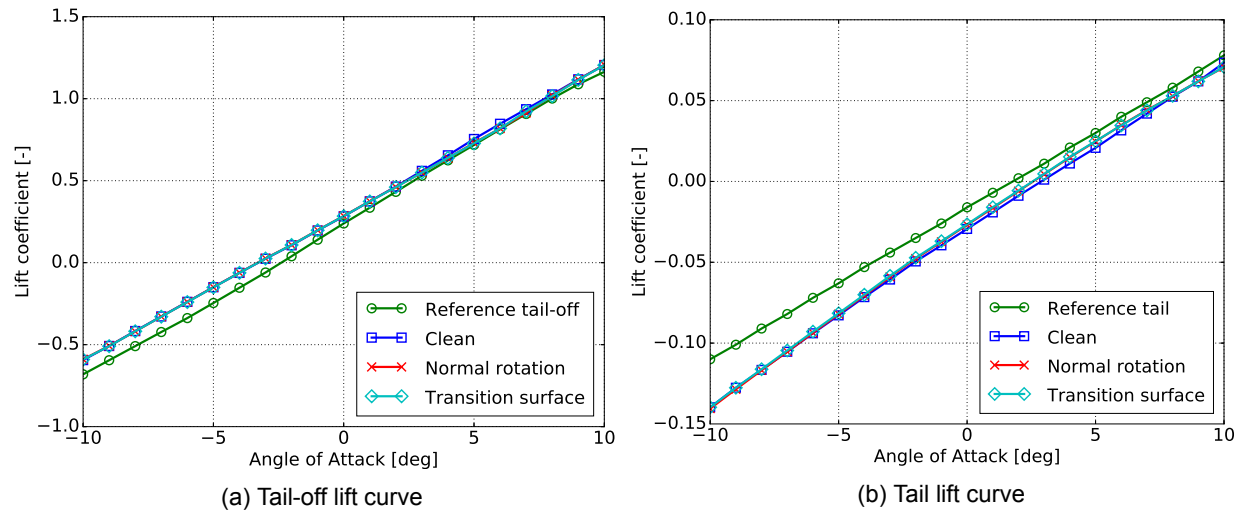 1.5
1.0
0.5
0.0
−0.5
−1.0
−10
−5
0
5
10
Lift coefficient [-]
Angle of Attack [deg]
Reference tail-off
Clean
Normal rotation
Transition surface
(a) Tail-off lift curve
0.10
0.05
0.00
−0.05
−0.10
−0.15
−10
−5
0
5
10
Lift coefficient [-]
Angle of Attack [deg]
Reference tail
Clean
Normal rotation
Transition surface
(b) Tail lift curve